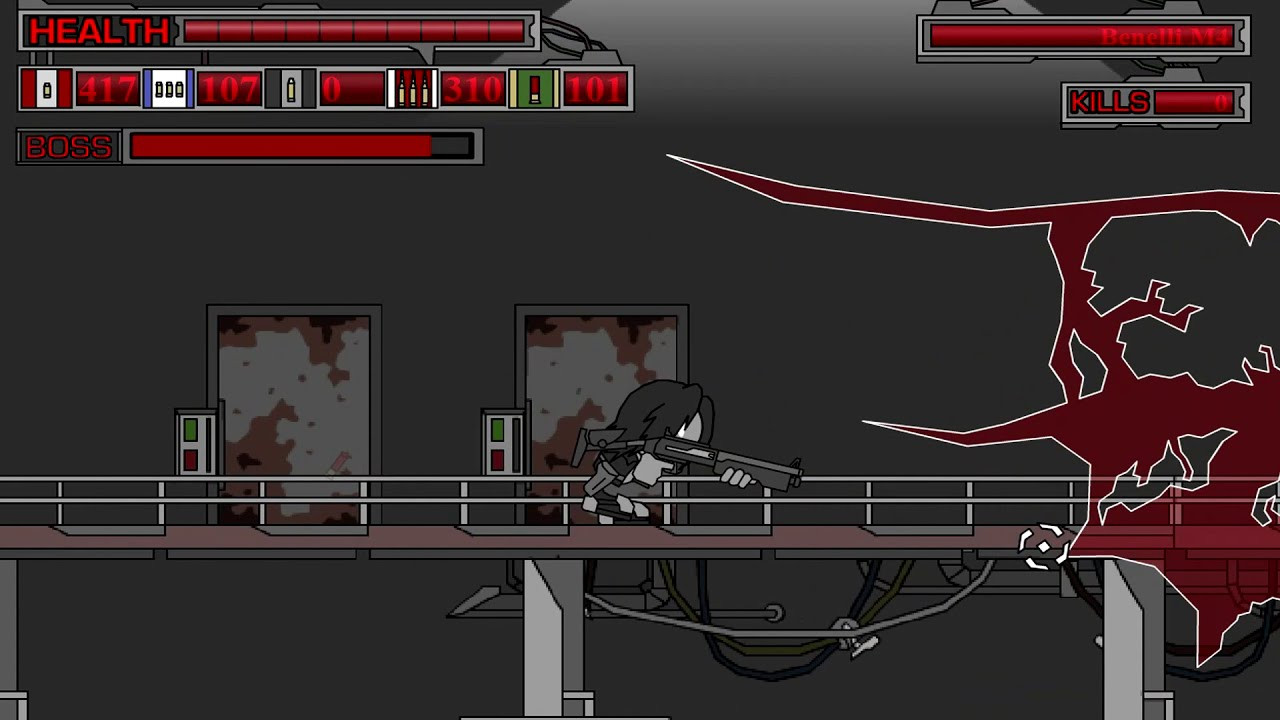 HEALTH
Benelli M4
417 107 0 310 101
KILLS 0
BOSS